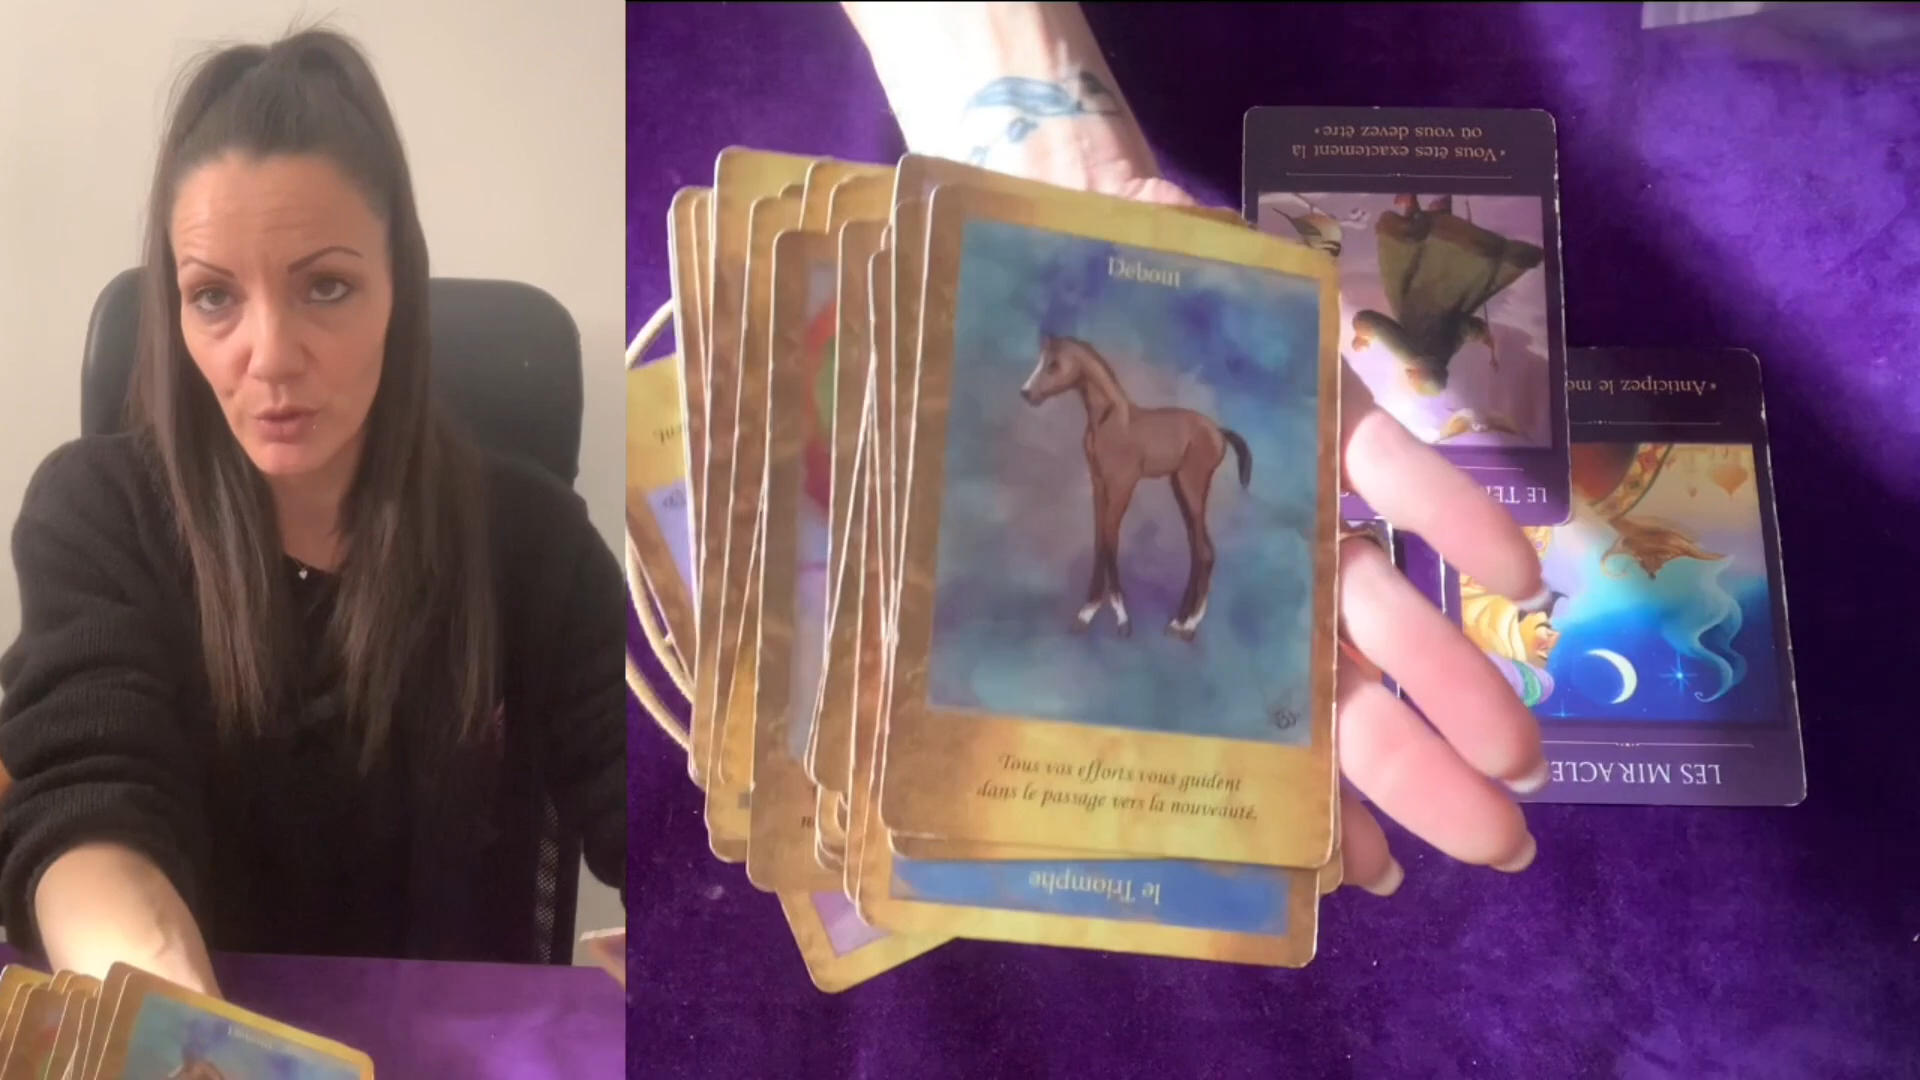 Debout
Tous vos efforts vous guident
dans le passage vers la nouveauté.
le Triomphe
LES MIRACLES
Anticipez le
LE
"Vous êtes exactement là
où vous devez être"